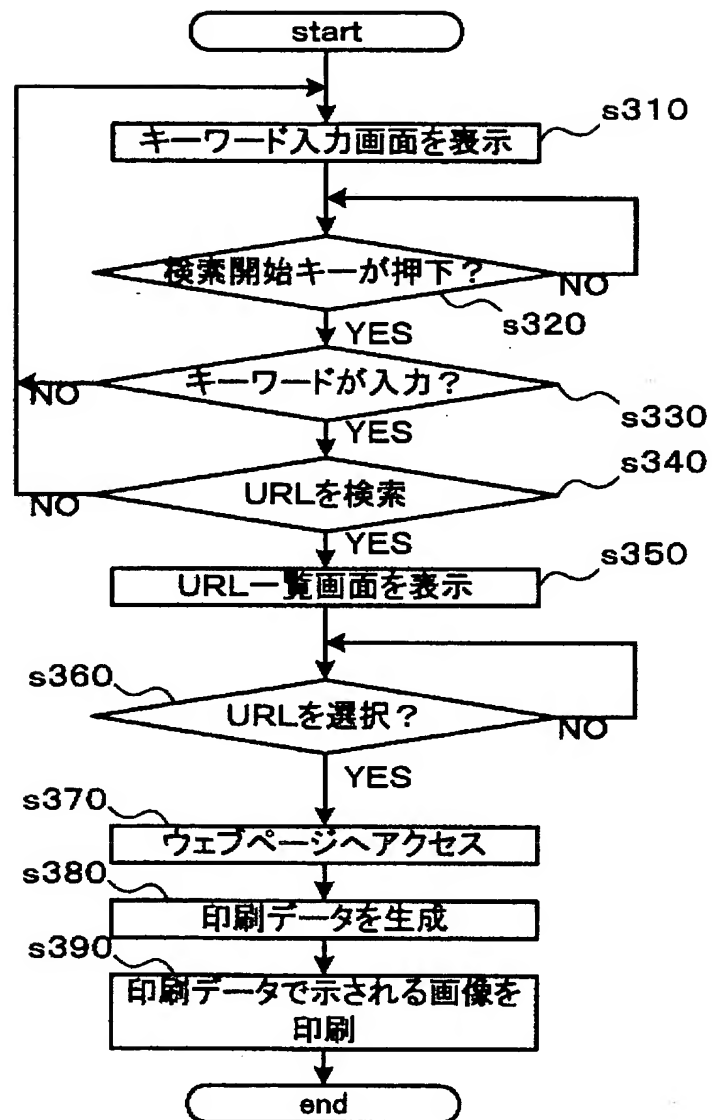 start
s310
キーワード入力画面を表示
検索開始キーが押下？
NO
s320
YES
キーワードが入力？
NO
s330
YES
s340
URLを検索
NO
YES
s350
URL一覧画面を表示
s360
URLを選択？
NO
YES
s370
ウェブページへアクセス
s380
印刷データを生成
s390
印刷データで示される画像を
印刷
end